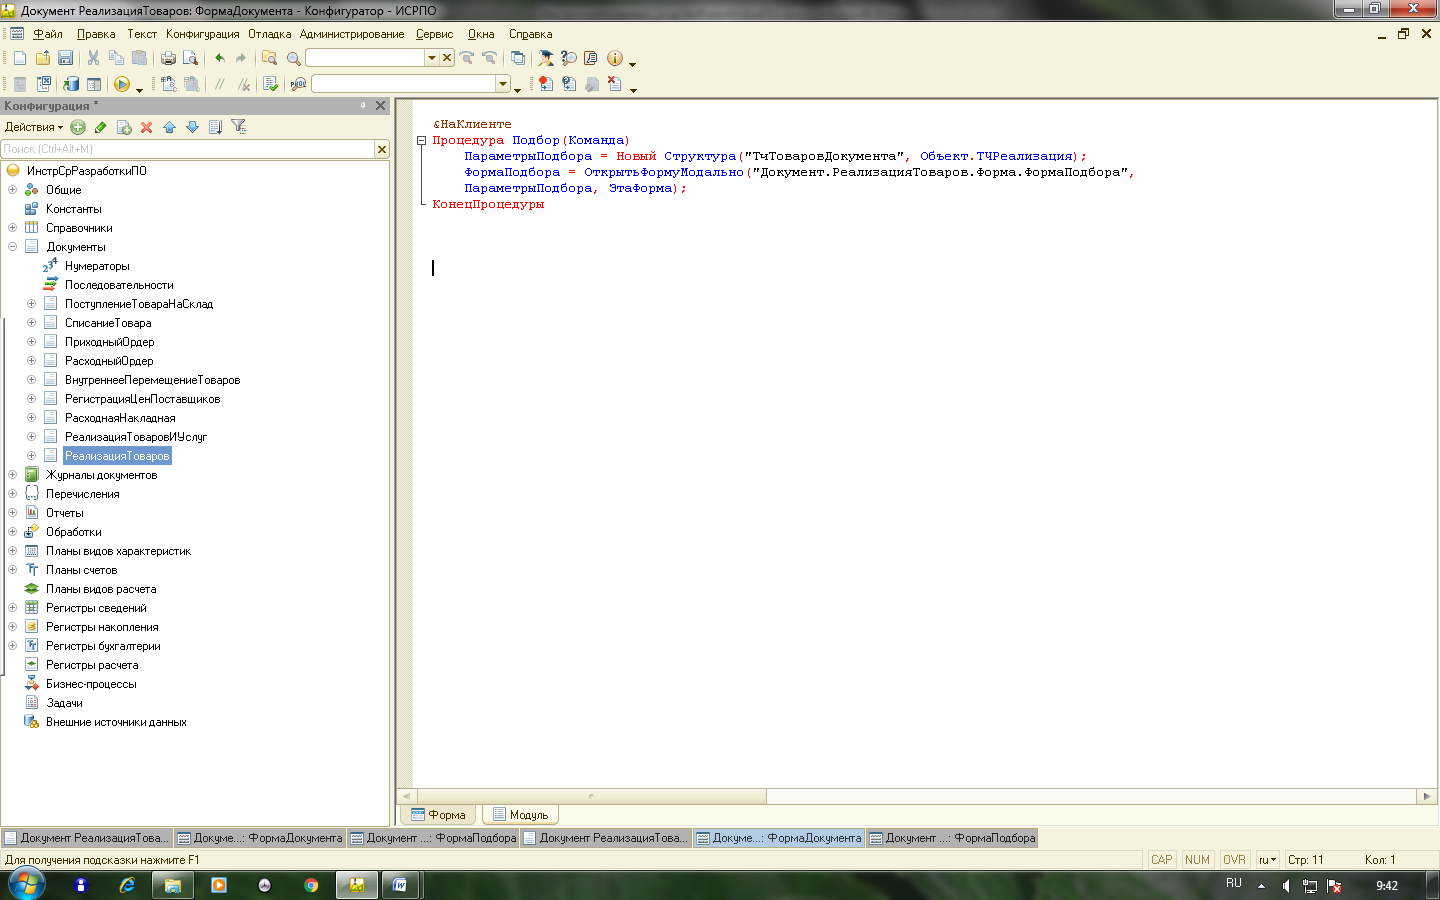 Документ РеализацияТоваров: ФормаДокумента - Конфигуратор - ИСРПО
Файл Правка Текст Конфигурация Отладка Администрирование Сервис Окна Справка
Конфигурация *
Действия
Поиск (Ctrl+Alt+M)
ИнстрСрРазработкиПО
Общие
Константы
Справочники
Документы
Нумераторы
Последовательности
ПоступлениеТовараНаСклад
СписаниеТовара
ПриходныйОрдер
РасходныйОрдер
ВнутреннееПеремещениеТоваров
РегистрацияЦенПоставщиков
РасходнаяНакладная
РеализацияТоваровИУслуг
РеализацияТоваров
Журналы документов
Перечисления
Отчеты
Обработки
Планы видов характеристик
Планы счетов
Планы видов расчета
Регистры сведений
Регистры накопления
Регистры бухгалтерии
Регистры расчета
Бизнес-процессы
Задачи
Внешние источники данных
&НаКлиенте
Процедура Подбор(Команда)
ПараметрыПодбора = Новый Структура("ТчТоваровДокумента", Объект.ТЧРеализация);
ФормаПодбора = ОткрытьФормуМодально("Документ.РеализацияТоваров.Форма.ФормаПодбора",
ПараметрыПодбора, ЭтаФорма);
КонецПроцедуры
Форма Модуль
Документ РеализацияТова... Докуме...: ФормаДокумента Документ ...: ФормаПодбора Документ РеализацияТова... Докуме...: ФормаДокумента Документ ...: ФормаПодбора
Для получения подсказки нажмите F1 CAP NUM OVR ru Стр: 11 Кол: 1
RU 9:42